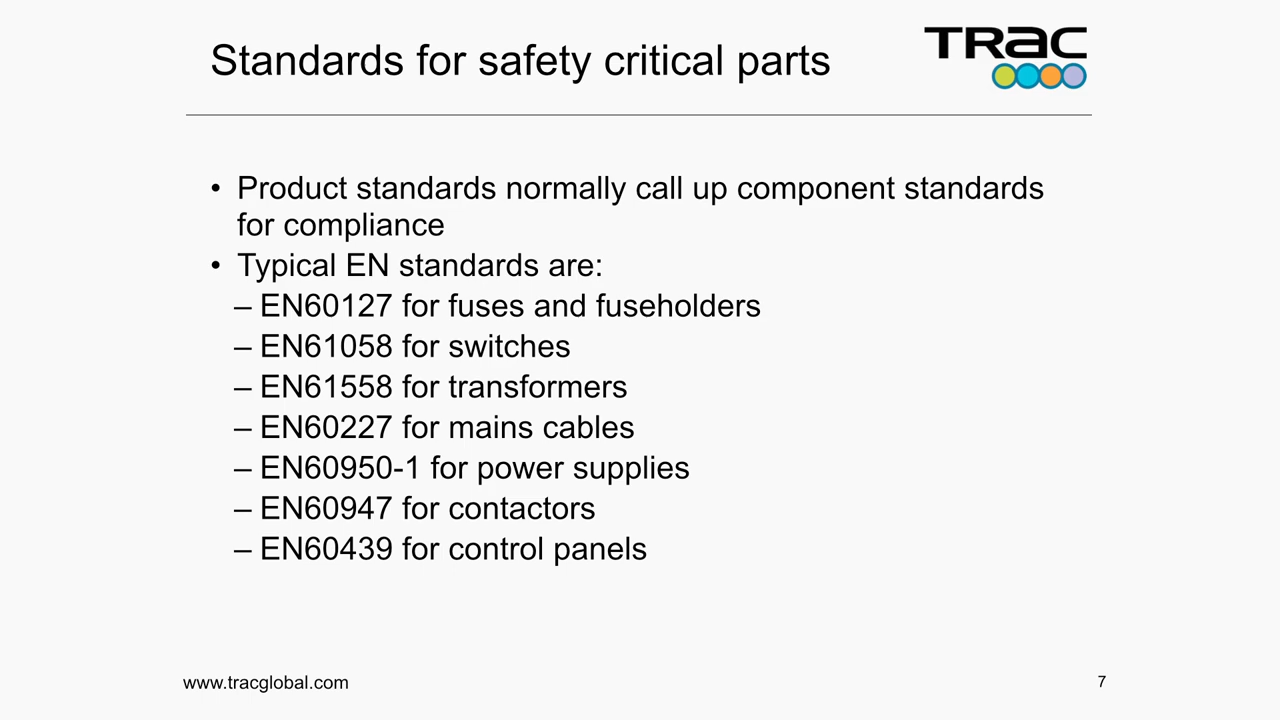 Standards for safety critical parts
TRAC
• Product standards normally call up component standards
for compliance
• Typical EN standards are:
– EN60127 for fuses and fuseholders
– EN61058 for switches
– EN61558 for transformers
– EN60227 for mains cables
– EN60950-1 for power supplies
– EN60947 for contactors
– EN60439 for control panels
www.tracglobal.com
7